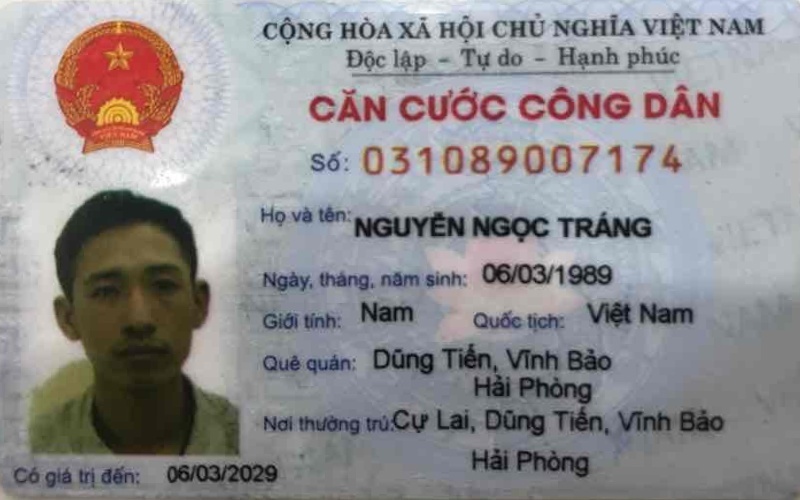 CỘNG HÒA XÃ HỘI CHỦ NGHĨA VIỆT NAM
Độc lập - Tự do - Hạnh phúc
CĂN CƯỚC CÔNG DÂN
Số: 031089007174
Họ và tên: NGUYỄN NGỌC TRÁNG
Ngày, tháng, năm sinh: 06/03/1989
Giới tính: Nam Quốc tịch: Việt Nam
Quê quán: Dũng Tiến, Vĩnh Bảo
Hải Phòng
Nơi thường trú: Cự Lai, Dũng Tiến, Vĩnh Bảo
Hải Phòng
Có giá trị đến: 06/03/2029